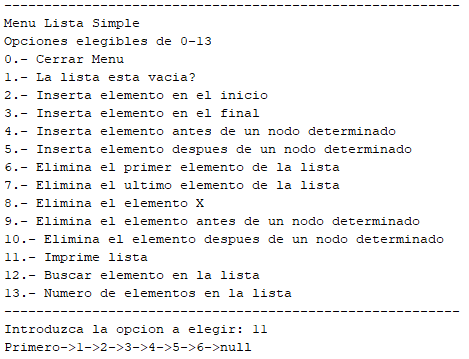 ---------------------------------------------------------
Menu Lista Simple
Opciones elegibles de 0-13
0.- Cerrar Menu
1.- La lista esta vacia?
2.- Inserta elemento en el inicio
3.- Inserta elemento en el final
4.- Inserta elemento antes de un nodo determinado
5.- Inserta elemento despues de un nodo determinado
6.- Elimina el primer elemento de la lista
7.- Elimina el ultimo elemento de la lista
8.- Elimina el elemento X
9.- Elimina el elemento antes de un nodo determinado
10.- Elimina el elemento despues de un nodo determinado
11.- Imprime lista
12.- Buscar elemento en la lista
13.- Numero de elementos en la lista
---------------------------------------------------------
Introduzca la opcion a elegir: 11
Primero->1->2->3->4->5->6->null